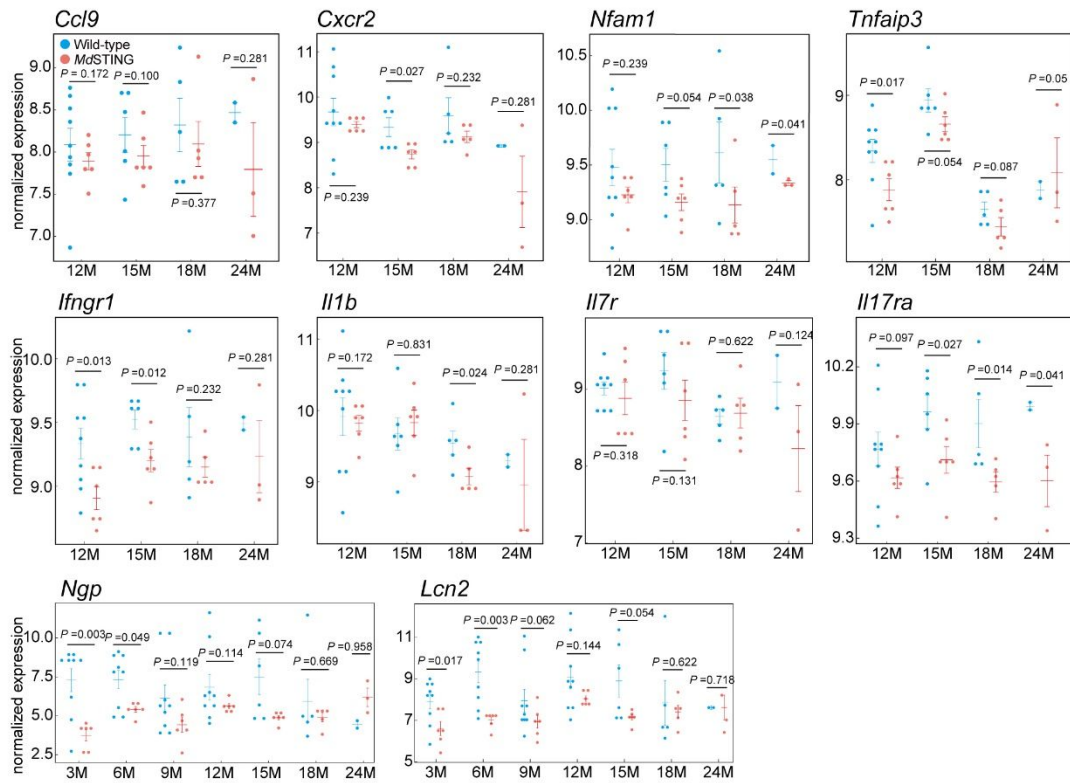 Ccl9
Cxcr2
Nfam1
Tnfaip3
Wild-type
MdSTING
normalized expression
9.0
8.5
8.0
7.5
7.0
P = 0.172
P =0.100
P =0.377
P =0.281
12M 15M 18M 24M
11
10
9
8
7
P =0.239
P =0.027
P =0.232
P =0.281
12M 15M 18M 24M
10.5
10.0
9.5
9.0
P =0.239
P =0.054
P =0.038
P =0.041
12M 15M 18M 24M
9
8
P =0.017
P =0.054
P =0.087
P =0.05
12M 15M 18M 24M
Ifngr1
Il1b
Il7r
Il17ra
normalized expression
10.0
9.5
9.0
P =0.013
P =0.012
P =0.232
P =0.281
12M 15M 18M 24M
11
10
9
P =0.172
P =0.831
P =0.024
P =0.281
12M 15M 18M 24M
9
8
7
P =0.318
P =0.131
P =0.622
P =0.124
12M 15M 18M 24M
10.2
9.9
9.6
9.3
P =0.097
P =0.027
P =0.014
P =0.041
12M 15M 18M 24M
Ngp
Lcn2
normalized expression
10.0
7.5
5.0
2.5
P =0.003
P =0.049
P =0.119
P =0.114
P =0.074
P =0.669
P =0.958
3M 6M 9M 12M 15M 18M 24M
11
9
7
5
P =0.017
P =0.003
P =0.062
P =0.144
P =0.054
P =0.622
P =0.718
3M 6M 9M 12M 15M 18M 24M